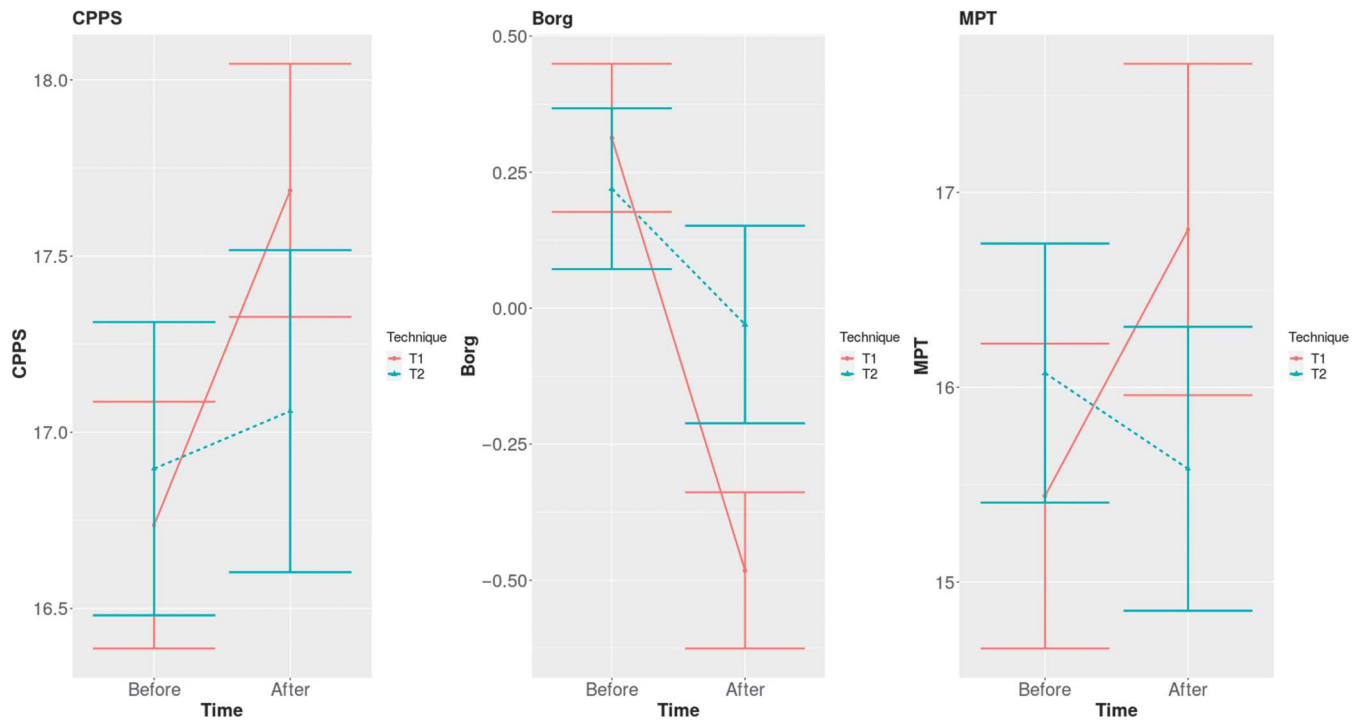 CPPS
18.0
17.5
17.0
16.5
CPPS
Before
After
Time
Technique
T1
T2
Borg
0.50
0.25
0.00
−0.25
−0.50
Borg
Before
After
Time
Technique
T1
T2
MPT
17
16
15
MPT
Before
After
Time
Technique
T1
T2